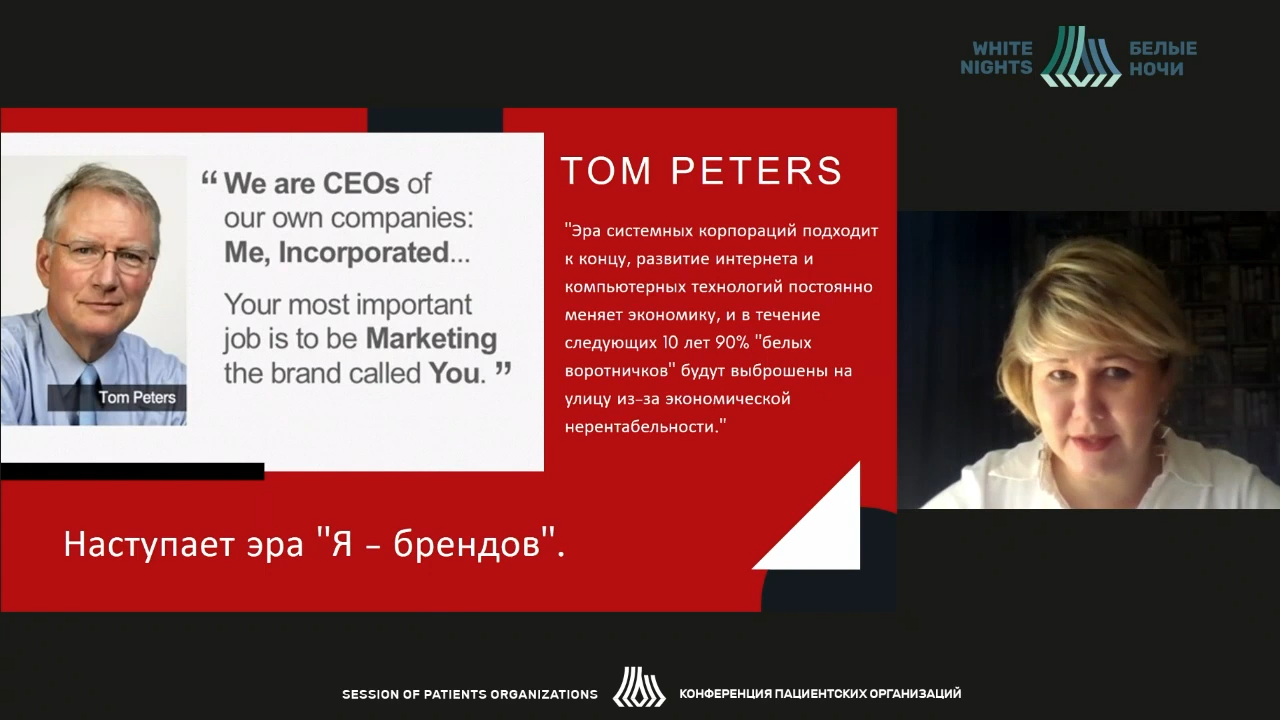 WHITE
NIGHTS
БЕЛЫЕ
НОЧИ
“ We are CEOs of
our own companies:
Me, Incorporated...
Your most important
job is to be Marketing
the brand called You. ”
Tom Peters
TOM PETERS
"Эра системных корпораций подходит
к концу, развитие интернета и
компьютерных технологий постоянно
меняет экономику, и в течение
следующих 10 лет 90% "белых
воротничков" будут выброшены на
улицу из-за экономической
нерентабельности."
Наступает эра "Я – брендов".
SESSION OF PATIENTS ORGANIZATIONS
КОНФЕРЕНЦИЯ ПАЦИЕНТСКИХ ОРГАНИЗАЦИЙ